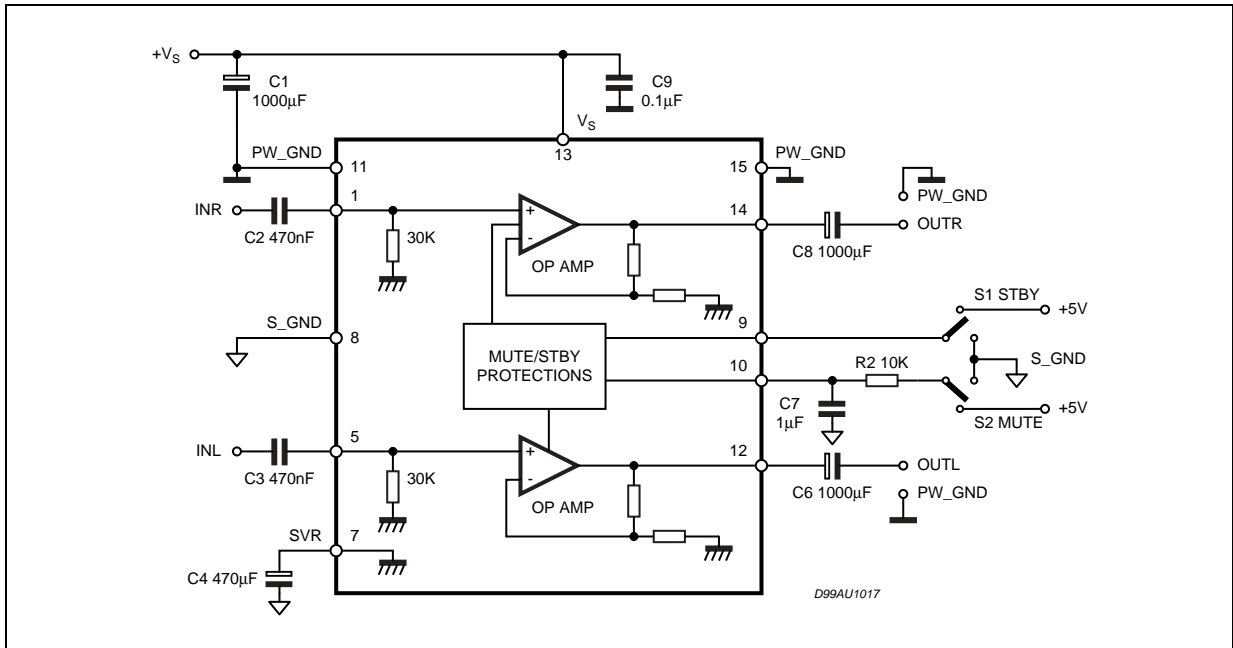 +VS
C1
1000μF
C9
0.1μF
VS
13
PW_GND
11
15
PW_GND
INR
C2 470nF
1
30K
+
-
OP AMP
14
C8 1000μF
PW_GND
OUTR
S_GND
8
MUTE/STBY
PROTECTIONS
9
10
S1 STBY
+5V
S_GND
R2 10K
C7
1μF
S2 MUTE
+5V
INL
C3 470nF
5
30K
+
-
OP AMP
12
C6 1000μF
OUTL
PW_GND
SVR
7
C4 470μF
D99AU1017